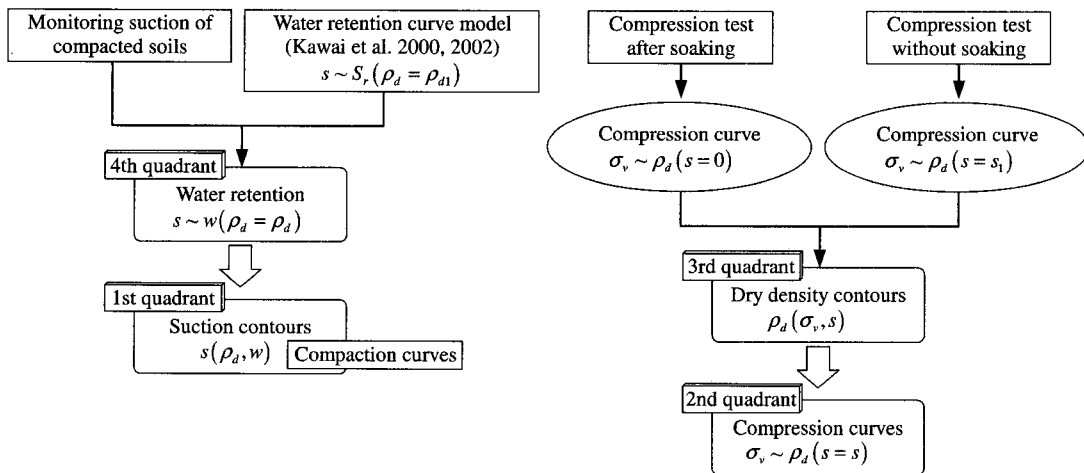 Monitoring suction of
compacted soils
Water retention curve model
(Kawai et al. 2000, 2002)
s ~ S_r(ρ_d = ρ_d1)
4th quadrant
Water retention
s ~ w(ρ_d = ρ_d)
1st quadrant
Suction contours
s(ρ_d, w)
Compaction curves
Compression test
after soaking
Compression test
without soaking
Compression curve
σ_v ~ ρ_d(s = 0)
Compression curve
σ_v ~ ρ_d(s = s_1)
3rd quadrant
Dry density contours
ρ_d(σ_v, s)
2nd quadrant
Compression curves
σ_v ~ ρ_d(s = s)